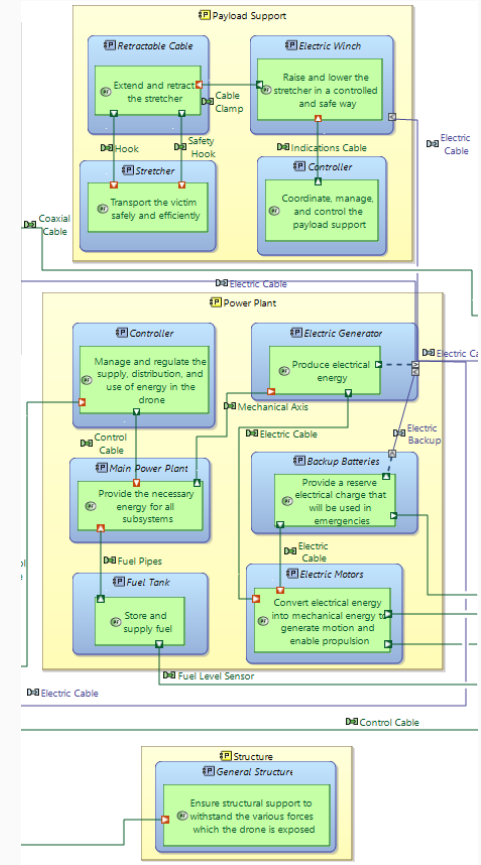 Payload Support
Retractable Cable
Electric Winch
Extend and retract
the stretcher
Cable
Clamp
Raise and lower the
stretcher in a controlled
and safe way
Electric
Cable
Hook
Safety
Hook
Indications Cable
Stretcher
Controller
Transport the victim
safely and efficiently
Coordinate, manage,
and control the
payload support
Coaxial
Cable
Electric Cable
Power Plant
Controller
Electric Generator
Manage and regulate the
supply, distribution, and
use of energy in the
drone
Produce electrical
energy
Electric Ca
Mechanical Axis
Control
Cable
Electric Cable
Electric
Backup
Main Power Plant
Backup Batteries
Provide the necessary
energy for all
subsystems
Provide a reserve
electrical charge that
will be used in
emergencies
Fuel Pipes
Electric
Cable
Fuel Tank
Electric Motors
Store and
supply fuel
Convert electrical energy
into mechanical energy to
generate motion and
enable propulsion
Fuel Level Sensor
Electric Cable
Control Cable
Structure
General Structure
Ensure structural support to
withstand the various forces
which the drone is exposed